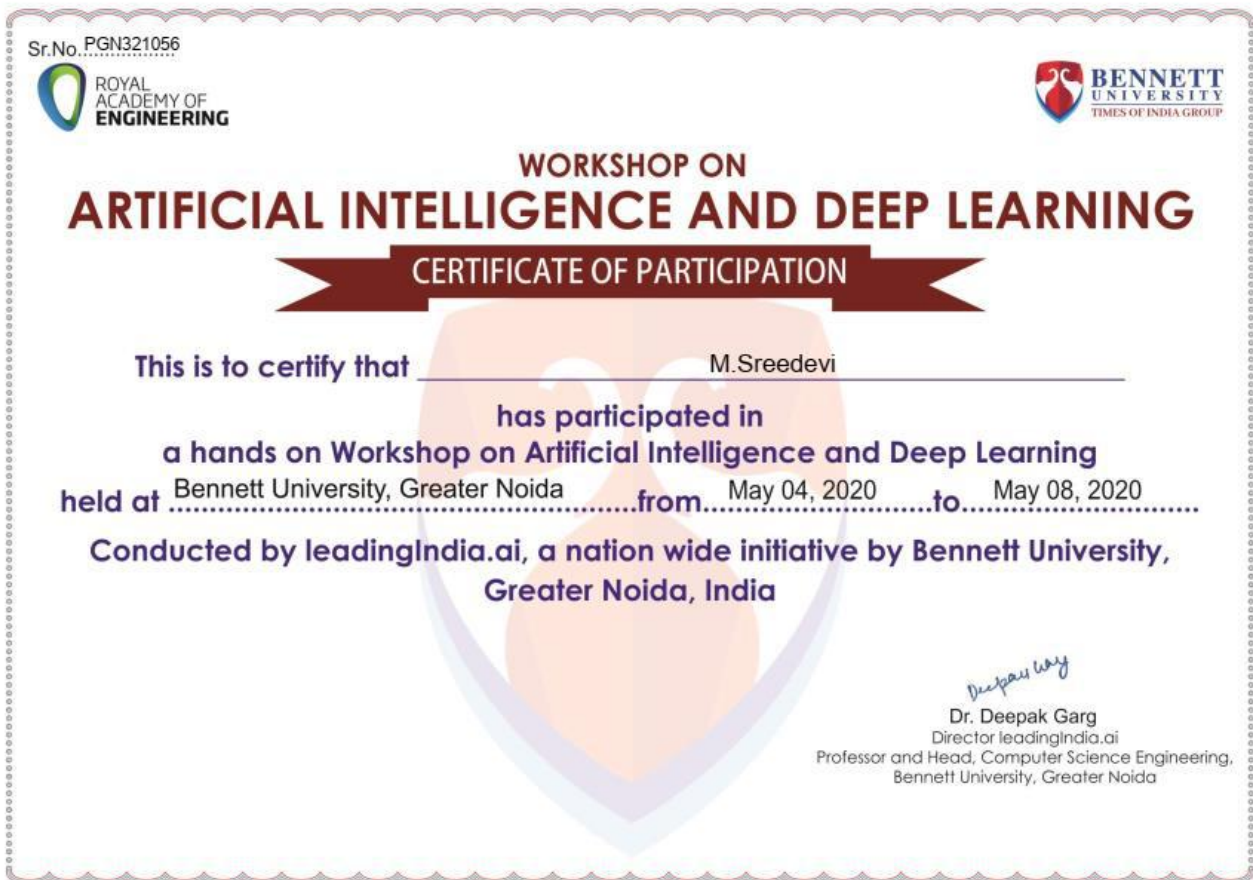 Sr.No. PGN321056
ROYAL
ACADEMY OF
ENGINEERING
BENNETT
UNIVERSITY
TIMES OF INDIA GROUP
WORKSHOP ON
ARTIFICIAL INTELLIGENCE AND DEEP LEARNING
CERTIFICATE OF PARTICIPATION
This is to certify that M.Sreedevi
has participated in
a hands on Workshop on Artificial Intelligence and Deep Learning
held at Bennett University, Greater Noida from May 04, 2020 to May 08, 2020
Conducted by leadingIndia.ai, a nation wide initiative by Bennett University,
Greater Noida, India
Dr. Deepak Garg
Director leadingIndia.ai
Professor and Head, Computer Science Engineering,
Bennett University, Greater Noida